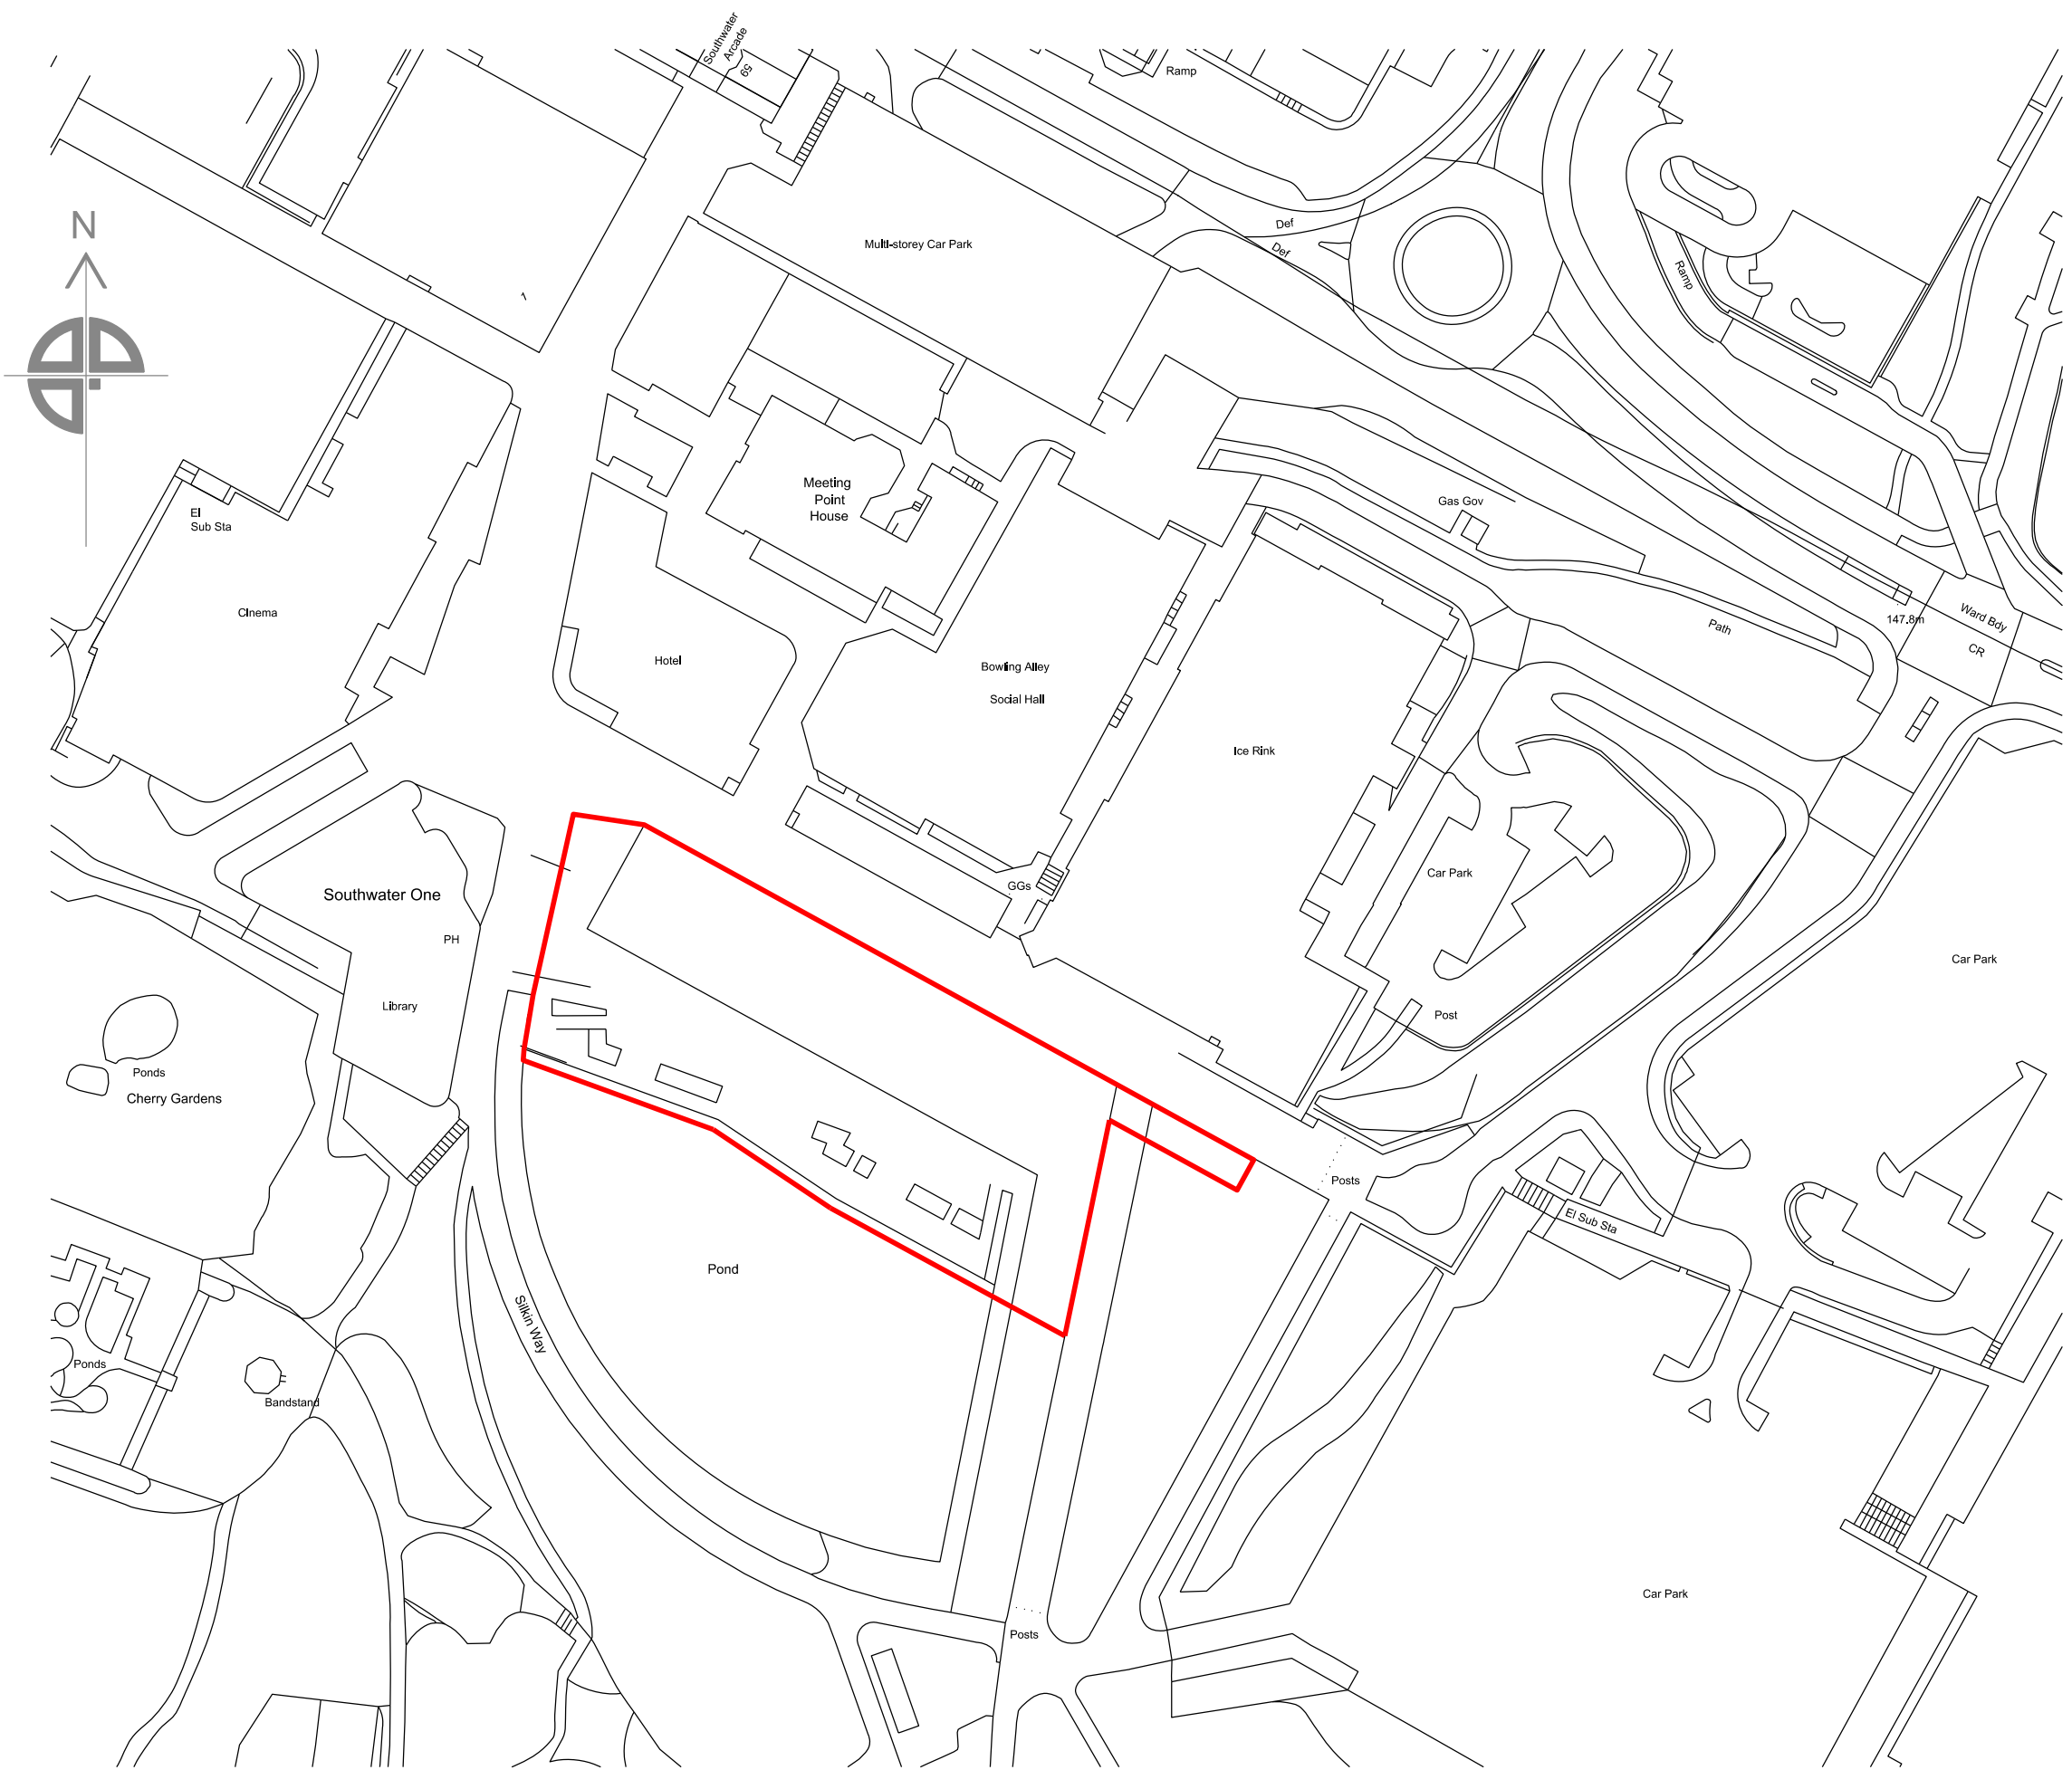 Southwater
Arcade
59
Ramp
N
Def
Def
Multi-storey Car Park
Ramp
1
Meeting
Point
House
Gas Gov
El
Sub Sta
Cinema
147.8m
Ward Bdy
Path
CR
Hotel
Bowling Alley
Social Hall
Ice Rink
Car Park
GGs
Southwater One
PH
Car Park
Library
Post
Ponds
Cherry Gardens
Posts
El Sub Sta
Pond
Silkin Way
Ponds
Bandstand
Car Park
Posts